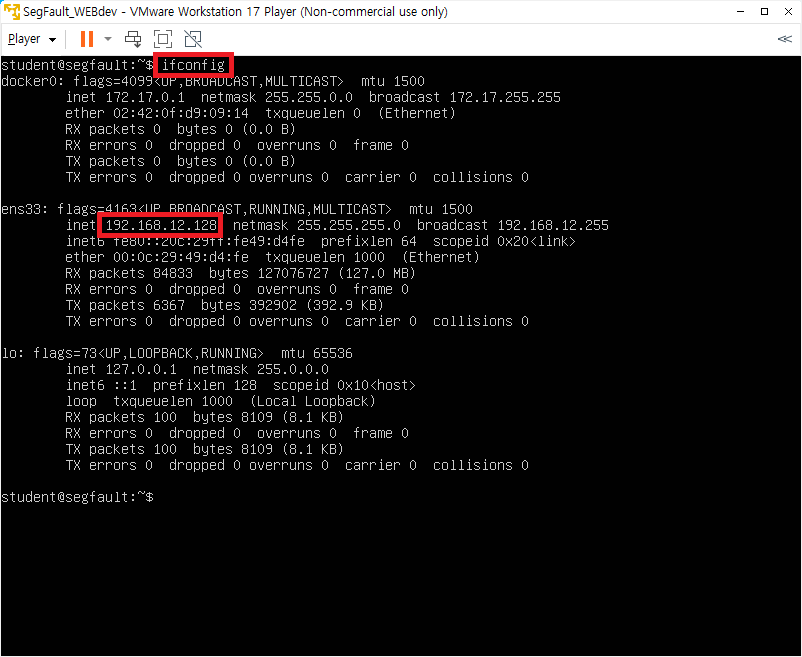 SegFault_WEBdev - VMware Workstation 17 Player (Non-commercial use only)
Player
student@segfault:~$ ifconfig
docker0: flags=4099<UP,BROADCAST,MULTICAST>  mtu 1500
        inet 172.17.0.1  netmask 255.255.0.0  broadcast 172.17.255.255
        ether 02:42:0f:d9:09:14  txqueuelen 0  (Ethernet)
        RX packets 0  bytes 0 (0.0 B)
        RX errors 0  dropped 0  overruns 0  frame 0
        TX packets 0  bytes 0 (0.0 B)
        TX errors 0  dropped 0 overruns 0  carrier 0  collisions 0
ens33: flags=4163<UP,BROADCAST,RUNNING,MULTICAST>  mtu 1500
        inet 192.168.12.128  netmask 255.255.255.0  broadcast 192.168.12.255
        inet6 fe80::20c:29ff:fe49:d4fe  prefixlen 64  scopeid 0x20<link>
        ether 00:0c:29:49:d4:fe  txqueuelen 1000  (Ethernet)
        RX packets 84833  bytes 127076727 (127.0 MB)
        RX errors 0  dropped 0  overruns 0  frame 0
        TX packets 6367  bytes 392902 (392.9 KB)
        TX errors 0  dropped 0 overruns 0  carrier 0  collisions 0
lo: flags=73<UP,LOOPBACK,RUNNING>  mtu 65536
        inet 127.0.0.1  netmask 255.0.0.0
        inet6 ::1  prefixlen 128  scopeid 0x10<host>
        loop  txqueuelen 1000  (Local Loopback)
        RX packets 100  bytes 8109 (8.1 KB)
        RX errors 0  dropped 0  overruns 0  frame 0
        TX packets 100  bytes 8109 (8.1 KB)
        TX errors 0  dropped 0 overruns 0  carrier 0  collisions 0
student@segfault:~$